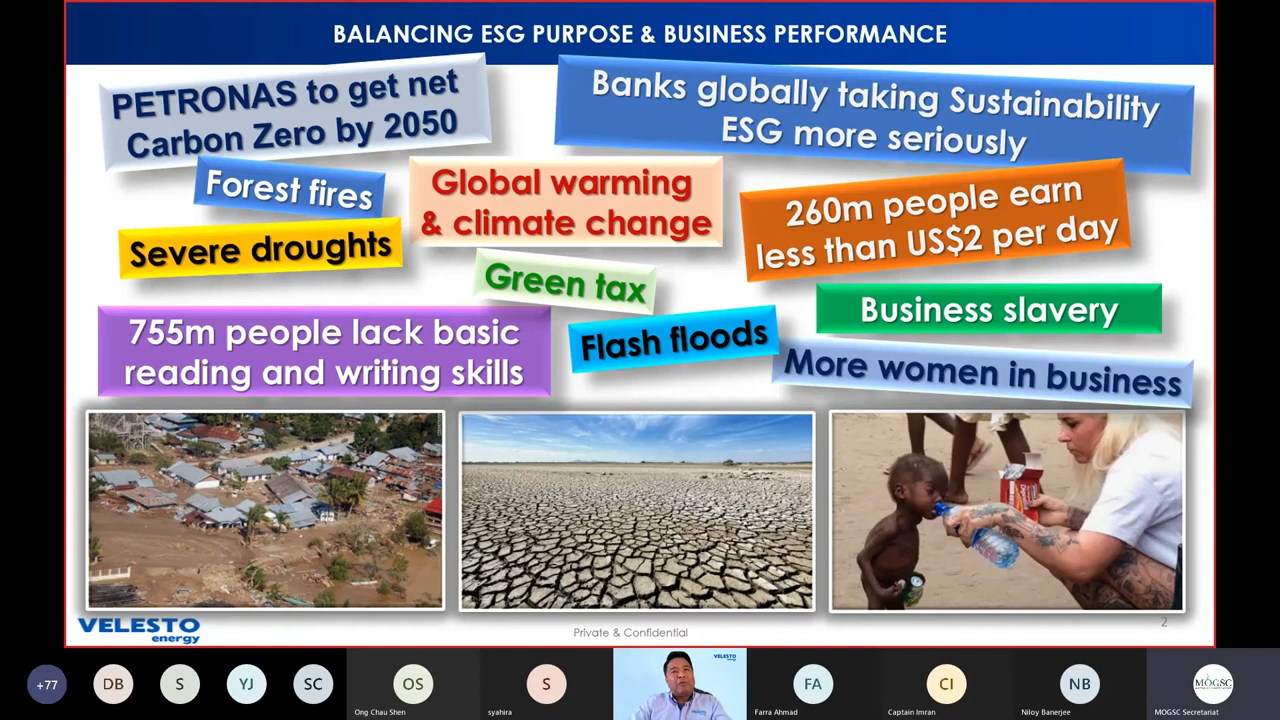 BALANCING ESG PURPOSE & BUSINESS PERFORMANCE
PETRONAS to get net
Carbon Zero by 2050
Banks globally taking Sustainability
ESG more seriously
Forest fires
Global warming
& climate change
260m people earn
less than US$2 per day
Severe droughts
Green tax
Business slavery
755m people lack basic
reading and writing skills
Flash floods
More women in business
VELESTO
energy
Private & Confidential
2
+77
DB
S
YJ
SC
OS
Ong Chau Shen
S
syahira
VELESTO
energy
FA
Farra Ahmad
CI
Captain Imran
NB
Niloy Banerjee
MOGSC
MOGSC Secretariat